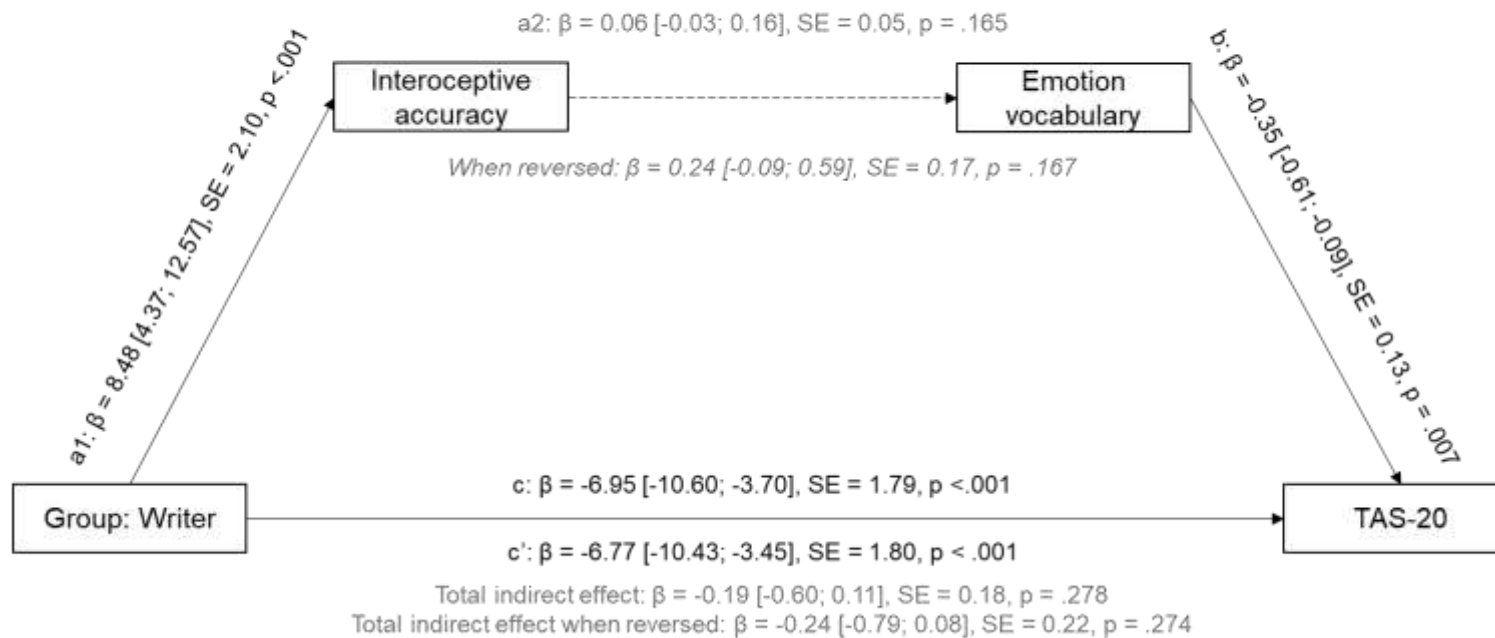 a2: β = 0.06 [-0.03; 0.16], SE = 0.05, p = .165
a1: β = 8.48 [4.37; 12.57], SE = 2.10, p <.001
Interoceptive
accuracy
Emotion
vocabulary
b: β = -0.35 [-0.61; -0.09], SE = 0.13, p = .007
When reversed: β = 0.24 [-0.09; 0.59], SE = 0.17, p = .167
c: β = -6.95 [-10.60; -3.70], SE = 1.79, p <.001
Group: Writer
TAS-20
c’: β = -6.77 [-10.43; -3.45], SE = 1.80, p < .001
Total indirect effect: β = -0.19 [-0.60; 0.11], SE = 0.18, p = .278
Total indirect effect when reversed: β = -0.24 [-0.79; 0.08], SE = 0.22, p = .274